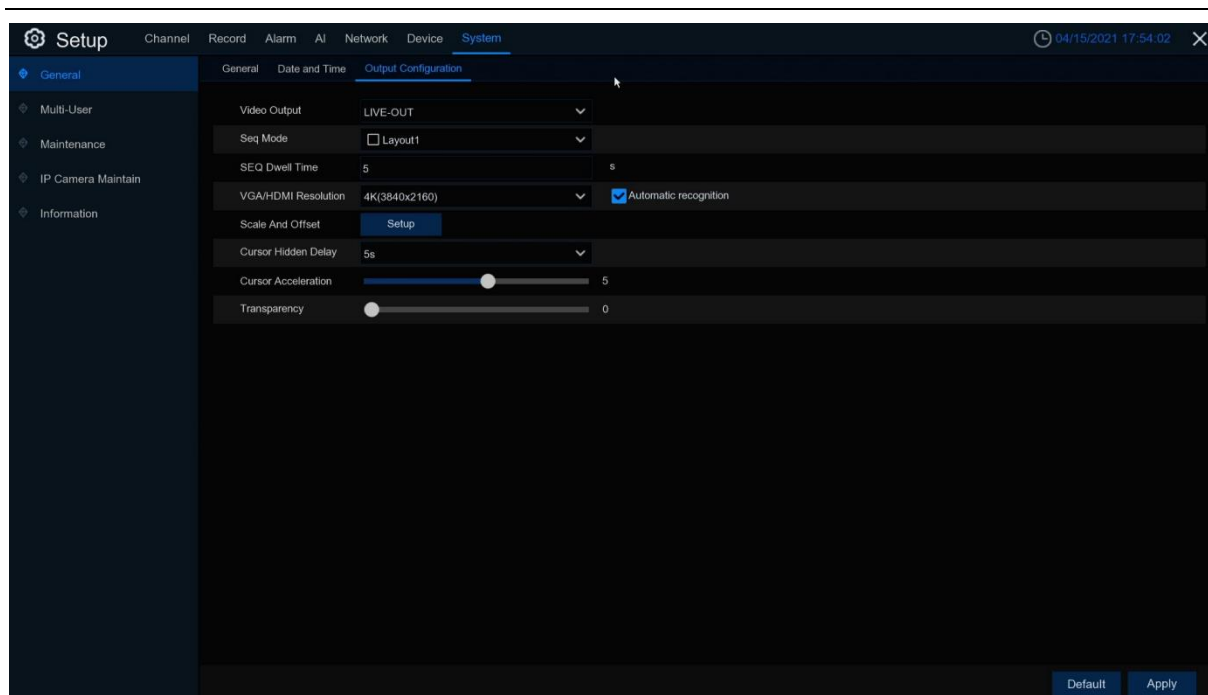 Setup Channel Record Alarm AI Network Device System 04/15/2021 17:54:02
General
Multi-User
Maintenance
IP Camera Maintain
Information
General Date and Time Output Configuration
Video Output LIVE-OUT
Seq Mode Layout1
SEQ Dwell Time 5 s
VGA/HDMI Resolution 4K(3840x2160) Automatic recognition
Scale And Offset Setup
Cursor Hidden Delay 5s
Cursor Acceleration 5
Transparency 0
Default Apply